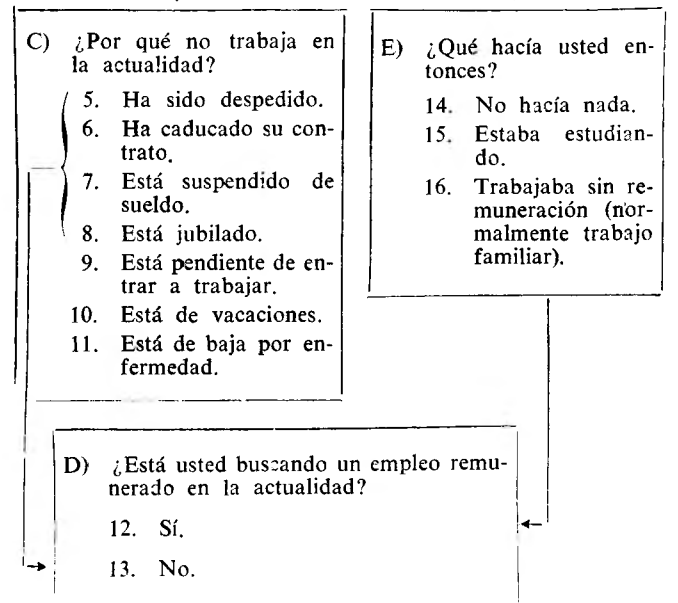 C) ¿Por qué no trabaja en
la actualidad?
5. Ha sido despedido.
6. Ha caducado su con-
trato.
7. Está suspendido de
sueldo.
8. Está jubilado.
9. Está pendiente de en-
trar a trabajar.
10. Está de vacaciones.
11. Está de baja por en-
fermedad.
E) ¿Qué hacía usted en-
tonces?
14. No hacía nada.
15. Estaba estudian-
do.
16. Trabajaba sin re-
muneración (nor-
malmente trabajo
familiar).
D) ¿Está usted buscando un empleo remu-
nerado en la actualidad?
12. Sí.
13. No.